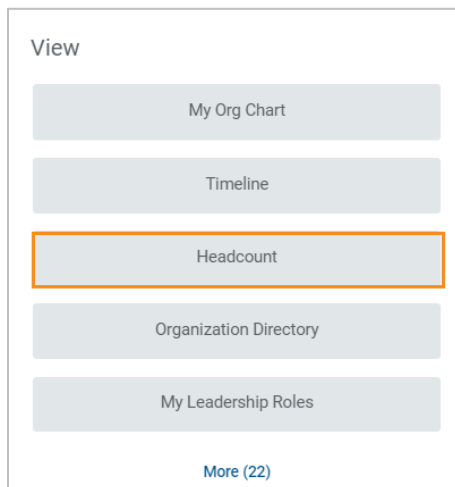 View
My Org Chart
Timeline
Headcount
Organization Directory
My Leadership Roles
More (22)